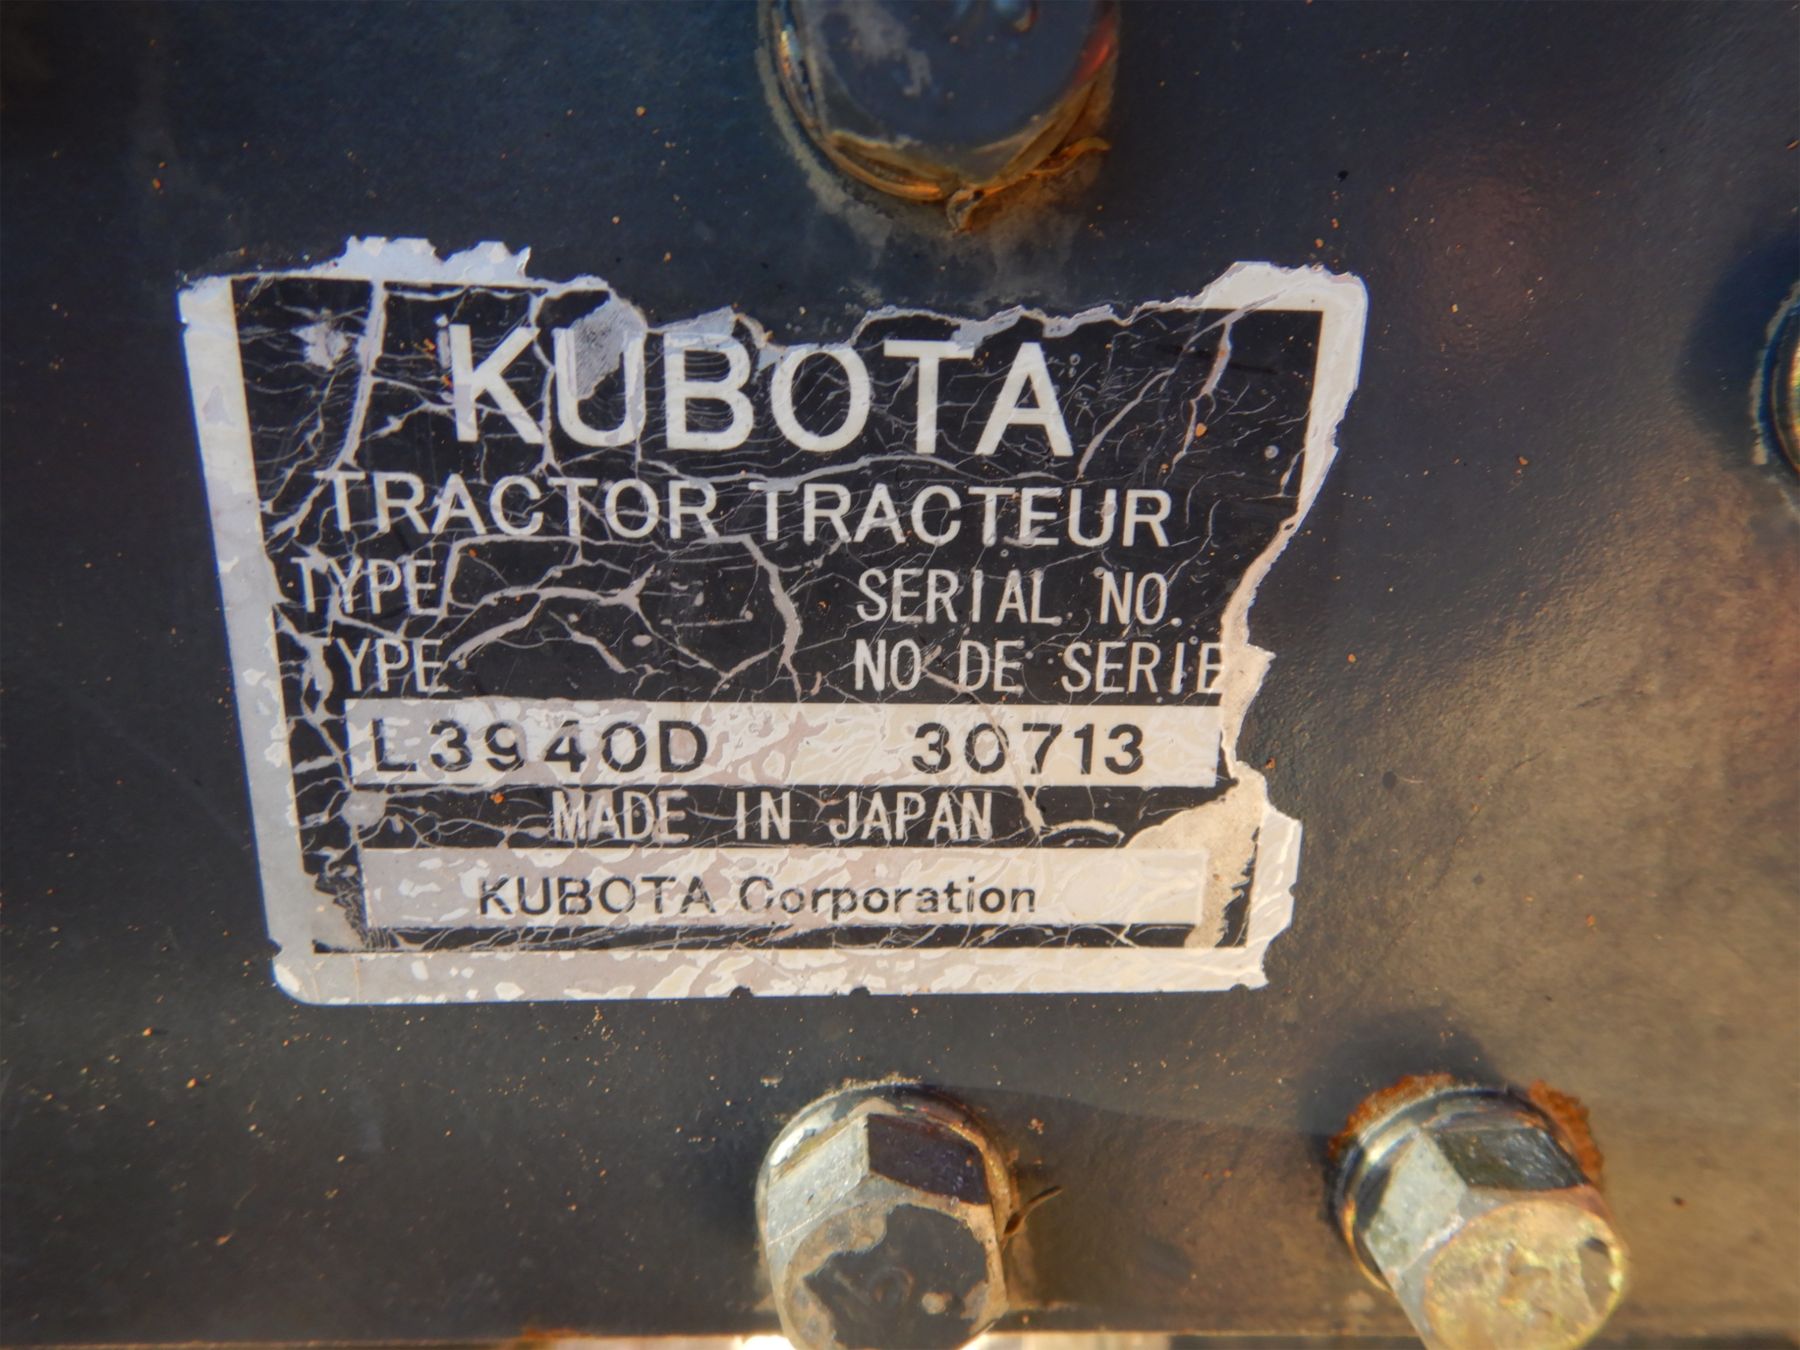 KUBOTA
TRACTOR TRACTEUR
TYPE SERIAL NO.
TYPE NO DE SERIE
L3940D 30713
MADE IN JAPAN
KUBOTA Corporation